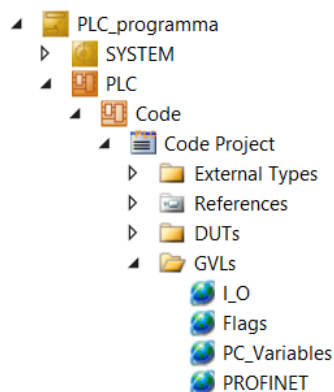 PLC_programma
SYSTEM
PLC
Code
Code Project
External Types
References
DUTs
GVLs
I_O
Flags
PC_Variables
PROFINET